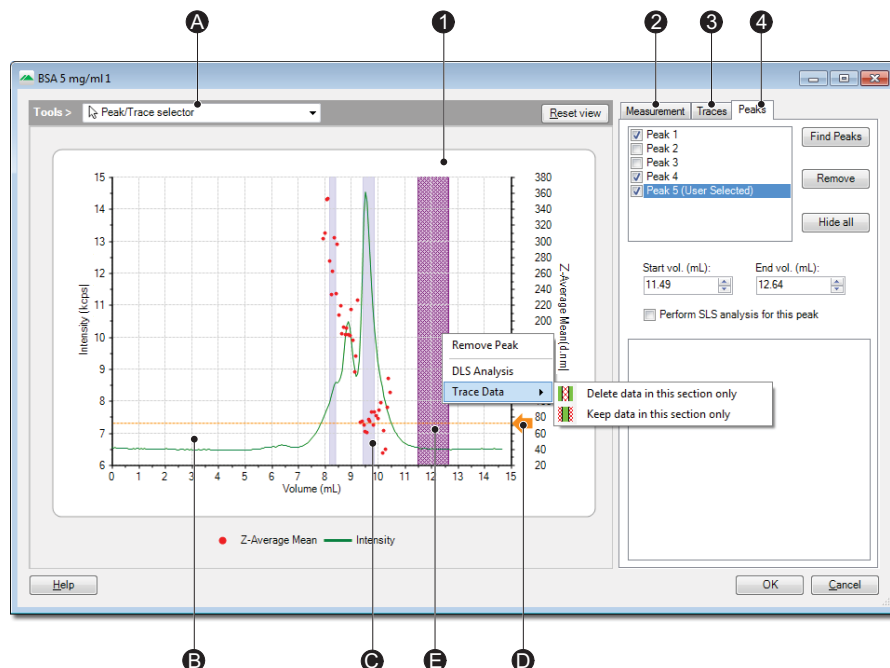 A 1 2 3 4
BSA 5 mg/ml 1
Tools > Peak/Trace selector Reset view
Measurement Traces Peaks
Peak 1
Peak 2
Peak 3
Peak 4
Peak 5 (User Selected)
Find Peaks
Remove
Hide all
Start vol. (mL): End vol. (mL):
11.49 12.64
Perform SLS analysis for this peak
15
14
13
12
11
10
9
8
7
6
Intensity (kcps)
0 1 2 3 4 5 6 7 8 9 10 11 12 13 14 15
Volume (mL)
380
360
340
320
300
280
260
240
220
200
80
60
40
20
Z-Average Mean(d.nm)
Remove Peak
DLS Analysis
Trace Data
Delete data in this section only
Keep data in this section only
Z-Average Mean Intensity
Help OK Cancel
B C E D